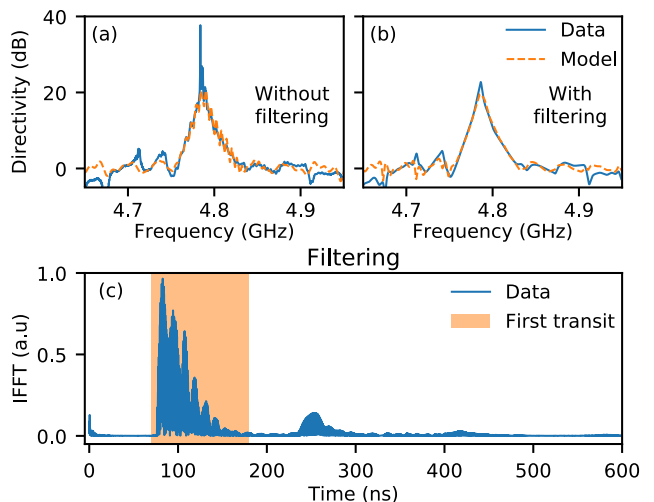 (a)
(b)
Data
Model
Without
filtering
With
filtering
40
20
0
Directivity (dB)
4.7
4.8
4.9
4.7
4.8
4.9
Frequency (GHz)
Frequency (GHz)
Filtering
(c)
Data
First transit
1.0
0.5
0.0
IFFT (a.u)
0
100
200
300
400
500
600
Time (ns)